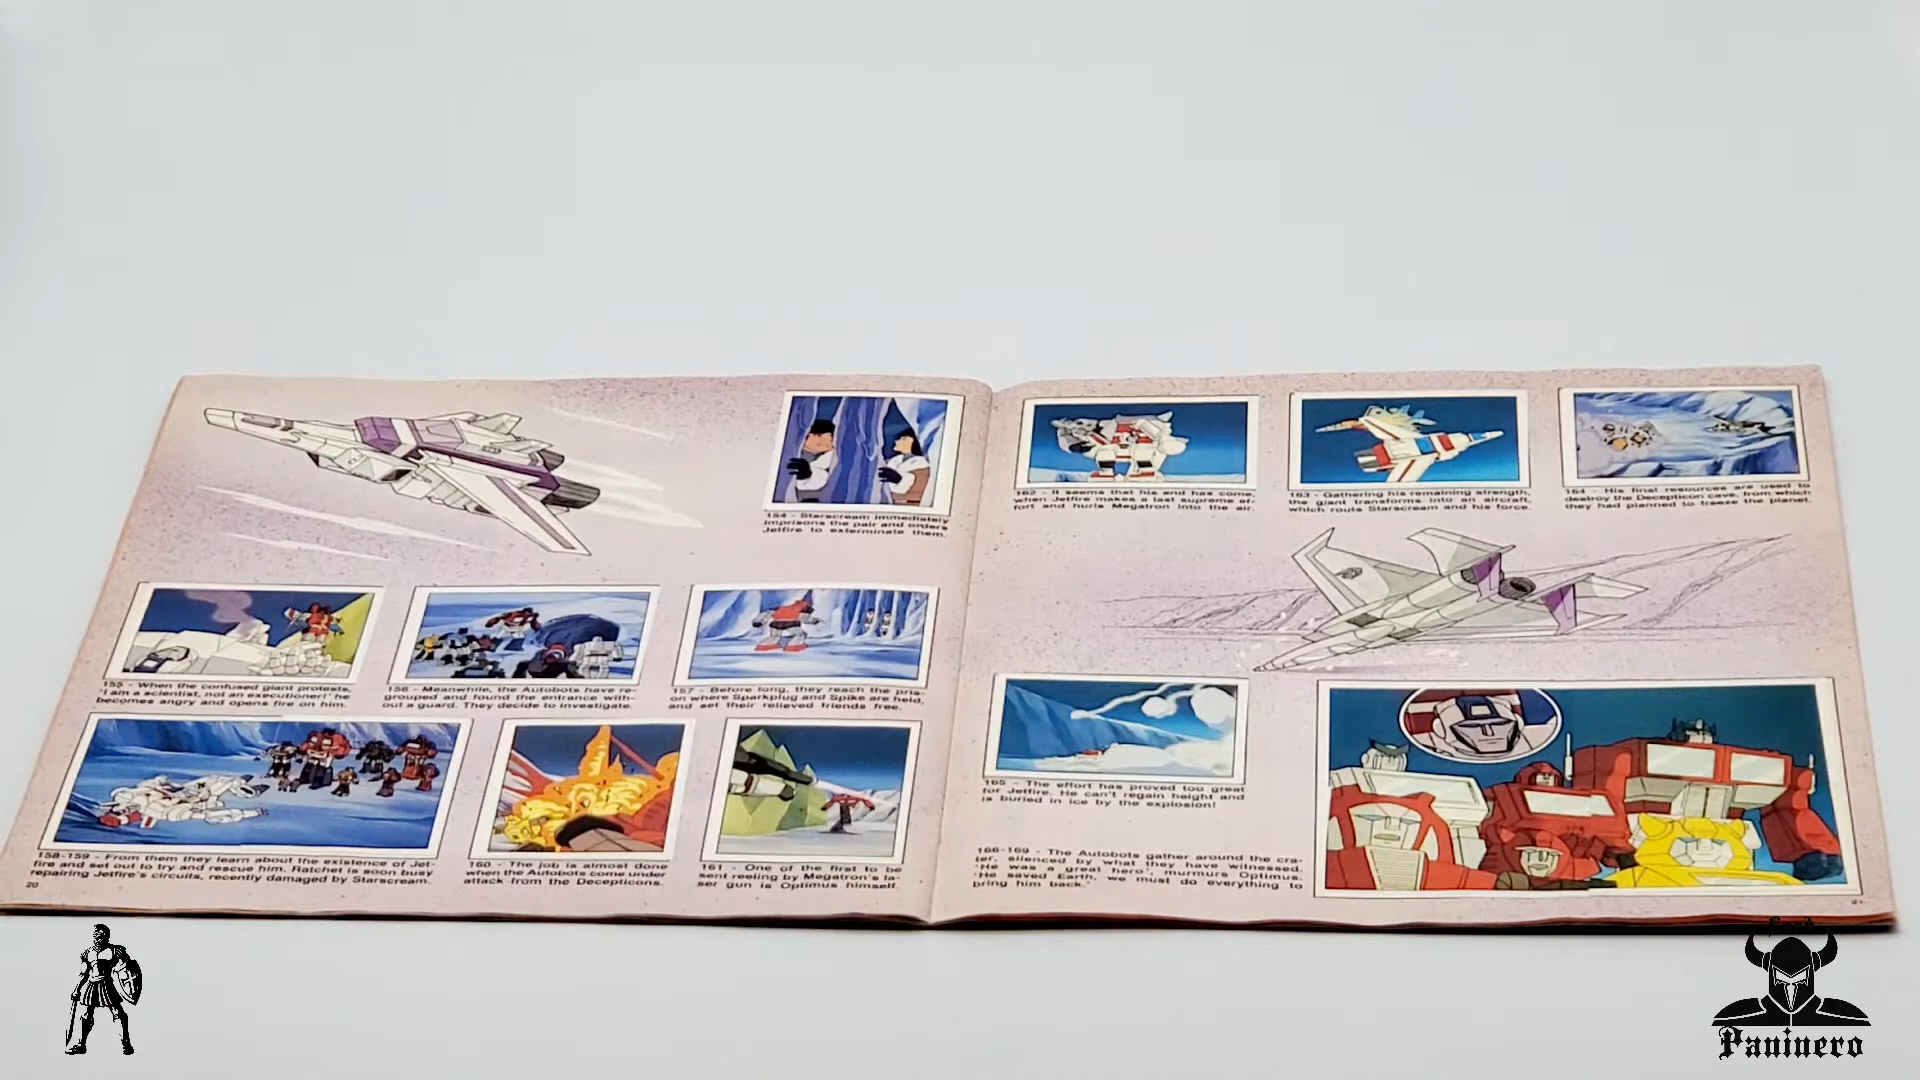 154 - Starscream immediately
imprisons the pair and orders
Jetfire to exterminate them.
155 - When the confused giant protests,
'I am a scientist, not an executioner!' he
becomes angry and opens fire on him.
156 - Meanwhile, the Autobots have re-
grouped and found the entrance with-
out a guard. They decide to investigate.
157 - Before long, they reach the pris-
on where Sparkplug and Spike are held,
and set their relieved friends free.
158-159 - From them they learn about the existence of Jet-
fire and set out to try and rescue him. Ratchet is soon busy
repairing Jetfire's circuits, recently damaged by Starscream.
160 - The job is almost done
when the Autobots come under
attack from the Decepticons.
161 - One of the first to be
sent reeling by Megatron's la-
ser gun is Optimus himself.
20
162 - It seems that his end has come,
when Jetfire makes a last supreme ef-
fort and hurls Megatron into the air.
163 - Gathering his remaining strength,
the giant transforms into an aircraft,
which routs Starscream and his force.
164 - His final resources are used to
destroy the Decepticon cave, from which
they had planned to freeze the planet.
165 - The effort has proved too great
for Jetfire. He can't regain height and
is buried in ice by the explosion!
166-169 - The Autobots gather around the cra-
ter, silenced by what they have witnessed.
'He was a great hero', murmurs Optimus.
'He saved Earth, we must do everything to
bring him back.'
21
Paninero